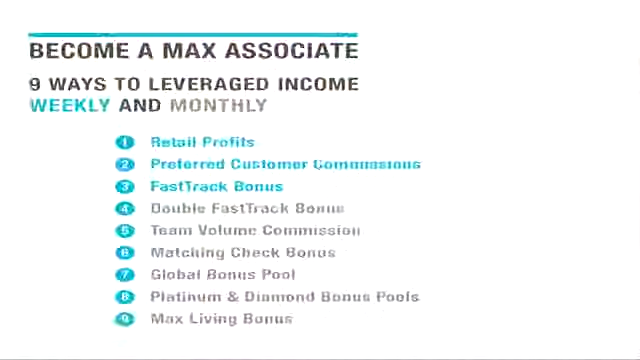 BECOME A MAX ASSOCIATE
9 WAYS TO LEVERAGED INCOME
WEEKLY AND MONTHLY
1 Retail Profits
2 Preferred Customer Commissions
3 FastTrack Bonus
4 Double FastTrack Bonus
5 Team Volume Commission
6 Matching Check Bonus
7 Global Bonus Pool
8 Platinum & Diamond Bonus Pools
9 Max Living Bonus